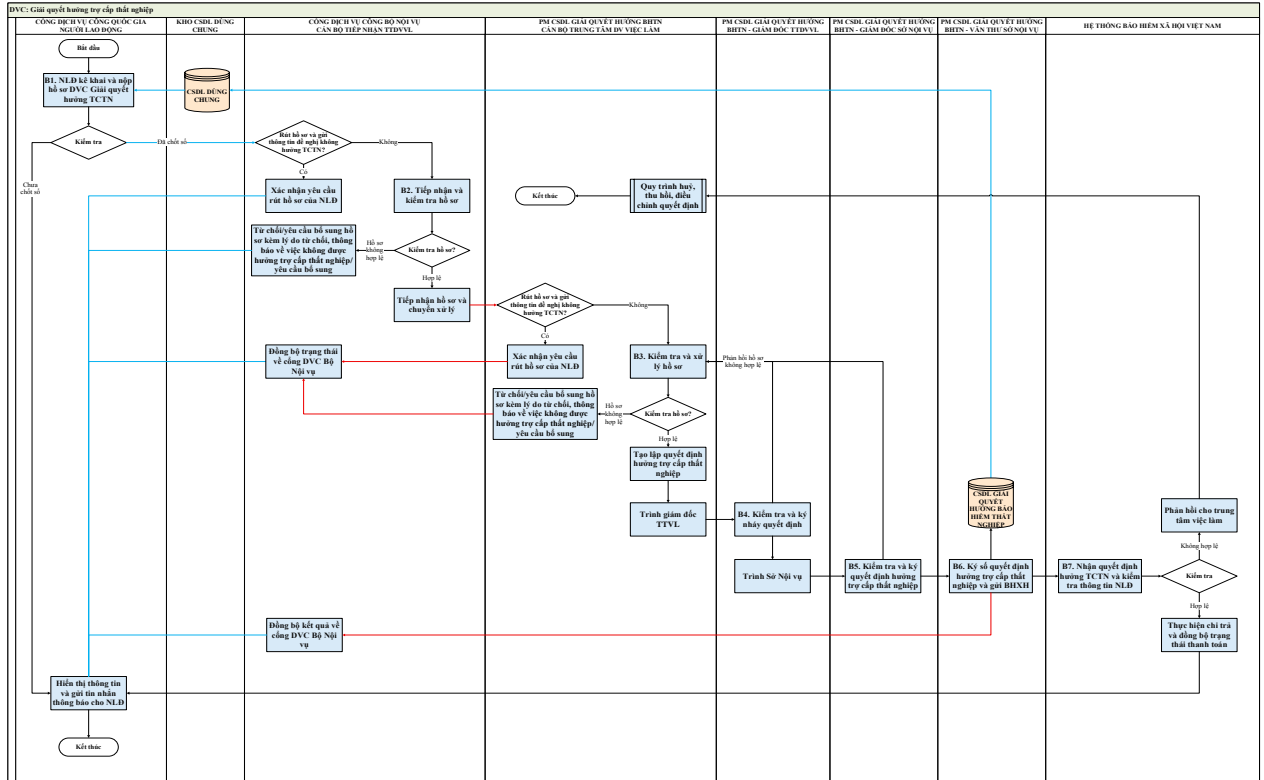 DVC: Giải quyết hưởng trợ cấp thất nghiệp
CỔNG DỊCH VỤ CÔNG QUỐC GIA
NGƯỜI LAO ĐỘNG
KHO CSDL DÙNG
CHUNG
CỔNG DỊCH VỤ CÔNG BỘ NỘI VỤ
CÁN BỘ TIẾP NHẬN TTDVVL
PM CSDL GIẢI QUYẾT HƯỞNG BHTN
CÁN BỘ TRUNG TÂM DV VIỆC LÀM
PM CSDL GIẢI QUYẾT HƯỞNG
BHTN - GIÁM ĐỐC TTDVVL
PM CSDL GIẢI QUYẾT HƯỞNG
BHTN - GIÁM ĐỐC SỞ NỘI VỤ
PM CSDL GIẢI QUYẾT HƯỞNG
BHTN - VĂN THƯ SỞ NỘI VỤ
HỆ THỐNG BẢO HIỂM XÃ HỘI VIỆT NAM
Bắt đầu
B1. NLĐ kê khai và nộp
hồ sơ DVC Giải quyết
hưởng TCTN
CSDL DÙNG
CHUNG
Kiểm tra
Đã chốt sổ
Rút hồ sơ và gửi
thông tin đề nghị không
hưởng TCTN?
Không
Có
Chưa
chốt sổ
Xác nhận yêu cầu
rút hồ sơ của NLĐ
B2. Tiếp nhận và
kiểm tra hồ sơ
Kết thúc
Quy trình huỷ,
thu hồi, điều
chỉnh quyết định
Từ chối/yêu cầu bổ sung hồ
sơ kèm lý do từ chối, thông
báo về việc không được
hưởng trợ cấp thất nghiệp/
yêu cầu bổ sung
Hồ sơ
không
hợp lệ
Kiểm tra hồ sơ?
Hợp lệ
Tiếp nhận hồ sơ và
chuyển xử lý
Rút hồ sơ và gửi
thông tin đề nghị không
hưởng TCTN?
Không
Có
Đồng bộ trạng thái
về cổng DVC Bộ
Nội vụ
Xác nhận yêu cầu
rút hồ sơ của NLĐ
B3. Kiểm tra và xử
lý hồ sơ
Phản hồi hồ sơ
không hợp lệ
Từ chối/yêu cầu bổ sung hồ
sơ kèm lý do từ chối, thông
báo về việc không được
hưởng trợ cấp thất nghiệp/
yêu cầu bổ sung
Hồ sơ
không
hợp lệ
Kiểm tra hồ sơ?
Hợp lệ
Tạo lập quyết định
hưởng trợ cấp thất
nghiệp
Trình giám đốc
TTVL
B4. Kiểm tra và ký
nháy quyết định
CSDL GIẢI
QUYẾT
HƯỞNG BẢO
HIỂM THẤT
NGHIỆP
Phản hồi cho trung
tâm việc làm
Không hợp lệ
Trình Sở Nội vụ
B5. Kiểm tra và ký
quyết định hưởng
trợ cấp thất nghiệp
B6. Ký số quyết định
hưởng trợ cấp thất
nghiệp và gửi BHXH
B7. Nhận quyết định
hưởng TCTN và kiểm
tra thông tin NLĐ
Kiểm tra
Hợp lệ
Đồng bộ kết quả về
cổng DVC Bộ Nội
vụ
Thực hiện chi trả
và đồng bộ trạng
thái thanh toán
Hiển thị thông tin
và gửi tin nhắn
thông báo cho NLĐ
Kết thúc